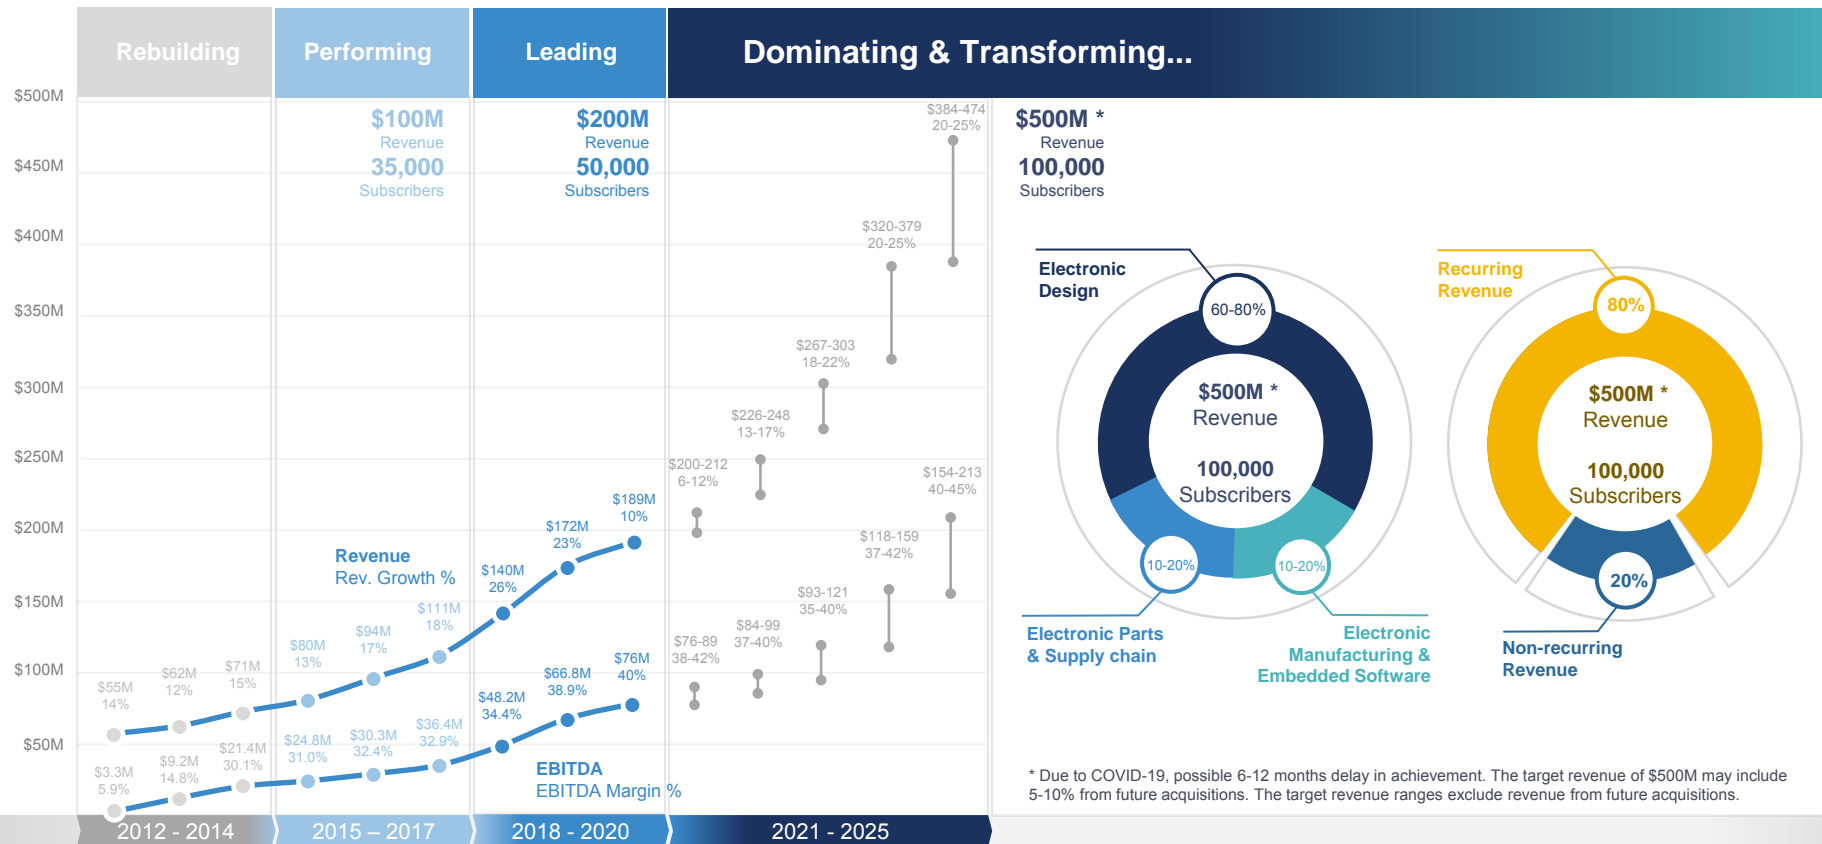 Rebuilding
Performing
Leading
Dominating & Transforming...
$500M
$450M
$400M
$350M
$300M
$250M
$200M
$150M
$100M
$50M
$100M
Revenue
35,000
Subscribers
$200M
Revenue
50,000
Subscribers
$500M *
Revenue
100,000
Subscribers
Revenue
Rev. Growth %
$55M
14%
$62M
12%
$71M
15%
$80M
13%
$94M
17%
$111M
18%
$140M
26%
$172M
23%
$189M
10%
$200-212
6-12%
$226-248
13-17%
$267-303
18-22%
$320-379
20-25%
$384-474
20-25%
EBITDA
EBITDA Margin %
$3.3M
5.9%
$9.2M
14.8%
$21.4M
30.1%
$24.8M
31.0%
$30.3M
32.4%
$36.4M
32.9%
$48.2M
34.4%
$66.8M
38.9%
$76M
40%
$76-89
38-42%
$84-99
37-40%
$93-121
35-40%
$118-159
37-42%
$154-213
40-45%
2012 - 2014
2015 – 2017
2018 - 2020
2021 - 2025
Electronic
Design
60-80%
$500M *
Revenue
100,000
Subscribers
10-20%
10-20%
Electronic Parts
& Supply chain
Electronic
Manufacturing &
Embedded Software
Recurring
Revenue
80%
$500M *
Revenue
100,000
Subscribers
20%
Non-recurring
Revenue
* Due to COVID-19, possible 6-12 months delay in achievement. The target revenue of $500M may include
5-10% from future acquisitions. The target revenue ranges exclude revenue from future acquisitions.